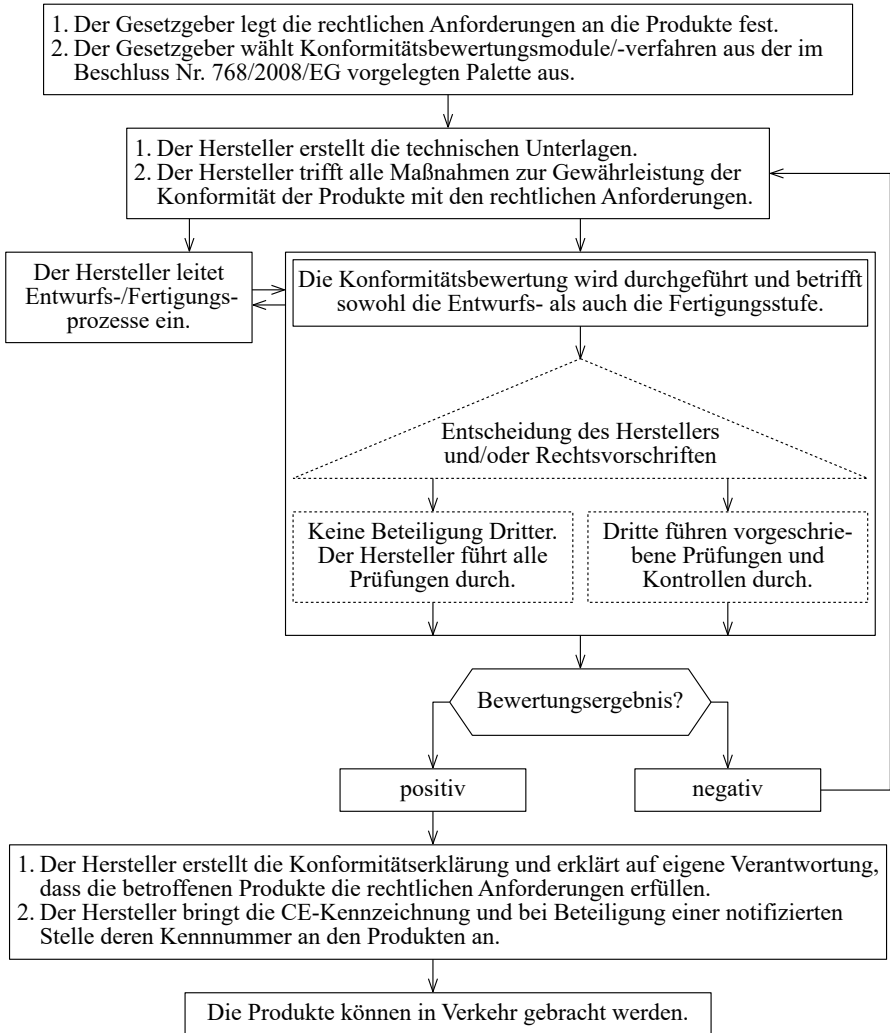 1. Der Gesetzgeber legt die rechtlichen Anforderungen an die Produkte fest.
2. Der Gesetzgeber wählt Konformitätsbewertungsmodule/-verfahren aus der im
Beschluss Nr. 768/2008/EG vorgelegten Palette aus.
1. Der Hersteller erstellt die technischen Unterlagen.
2. Der Hersteller trifft alle Maßnahmen zur Gewährleistung der
Konformität der Produkte mit den rechtlichen Anforderungen.
Der Hersteller leitet
Entwurfs-/Fertigungs-
prozesse ein.
Die Konformitätsbewertung wird durchgeführt und betrifft
sowohl die Entwurfs- als auch die Fertigungsstufe.
Entscheidung des Herstellers
und/oder Rechtsvorschriften
Keine Beteiligung Dritter.
Der Hersteller führt alle
Prüfungen durch.
Dritte führen vorgeschrie-
bene Prüfungen und
Kontrollen durch.
Bewertungsergebnis?
positiv
negativ
1. Der Hersteller erstellt die Konformitätserklärung und erklärt auf eigene Verantwortung,
dass die betroffenen Produkte die rechtlichen Anforderungen erfüllen.
2. Der Hersteller bringt die CE-Kennzeichnung und bei Beteiligung einer notifizierten
Stelle deren Kennnummer an den Produkten an.
Die Produkte können in Verkehr gebracht werden.